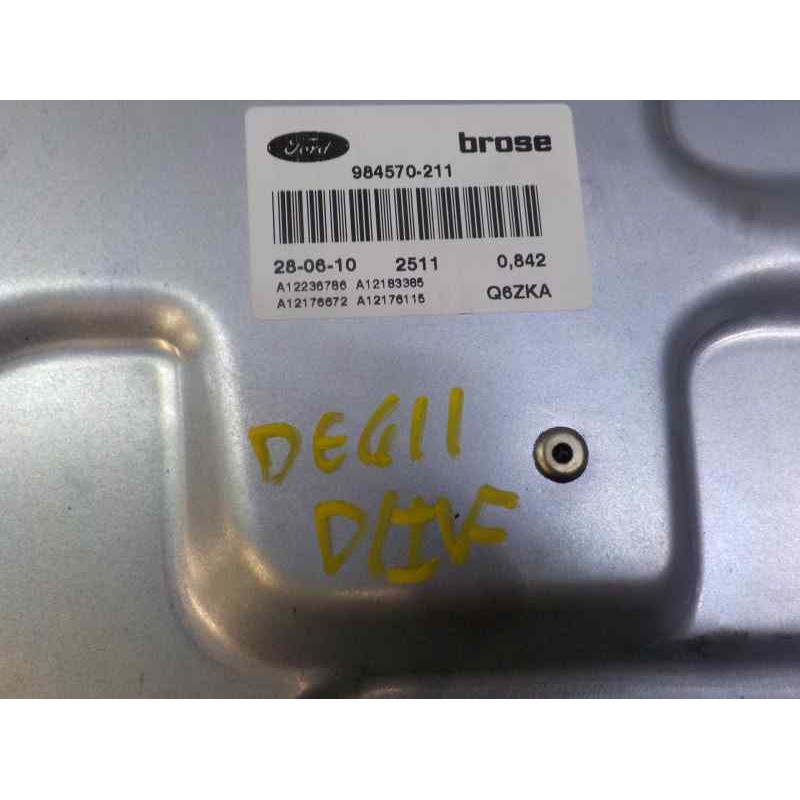 Ford brose
984570-211
28-06-10 2511 0,842
A12236786 A12183385
A12176672 A12176115 Q6ZKA
DEG11
DLIVF